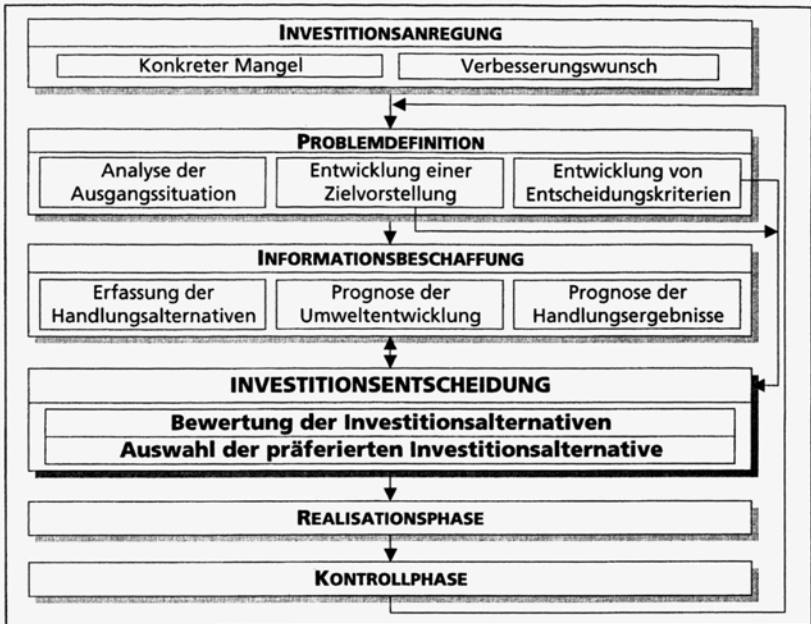 INVESTITIONSANREGUNG
Konkreter Mangel
Verbesserungswunsch
PROBLEMDEFINITION
Analyse der
Ausgangssituation
Entwicklung einer
Zielvorstellung
Entwicklung von
Entscheidungskriterien
INFORMATIONSBESCHAFFUNG
Erfassung der
Handlungsalternativen
Prognose der
Umweltentwicklung
Prognose der
Handlungsergebnisse
INVESTITIONSENTSCHEIDUNG
Bewertung der Investitionsalternativen
Auswahl der präferierten Investitionsalternative
REALISATIONSPHASE
KONTROLLPHASE